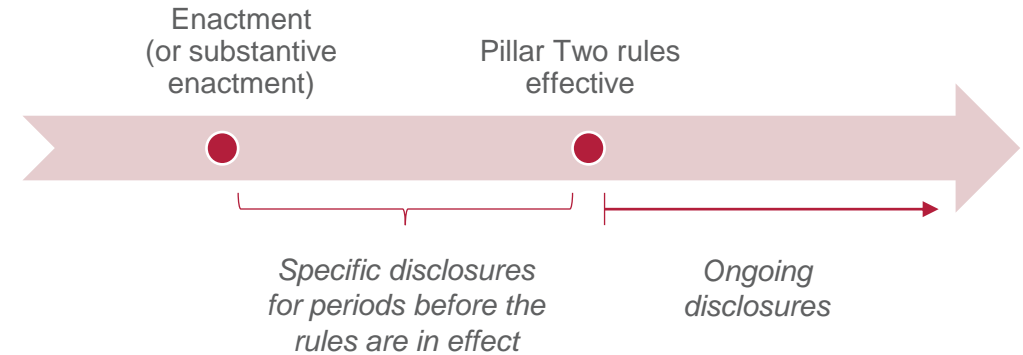 Enactment
(or substantive
enactment)
Pillar Two rules
effective
Specific disclosures
for periods before the
rules are in effect
Ongoing
disclosures